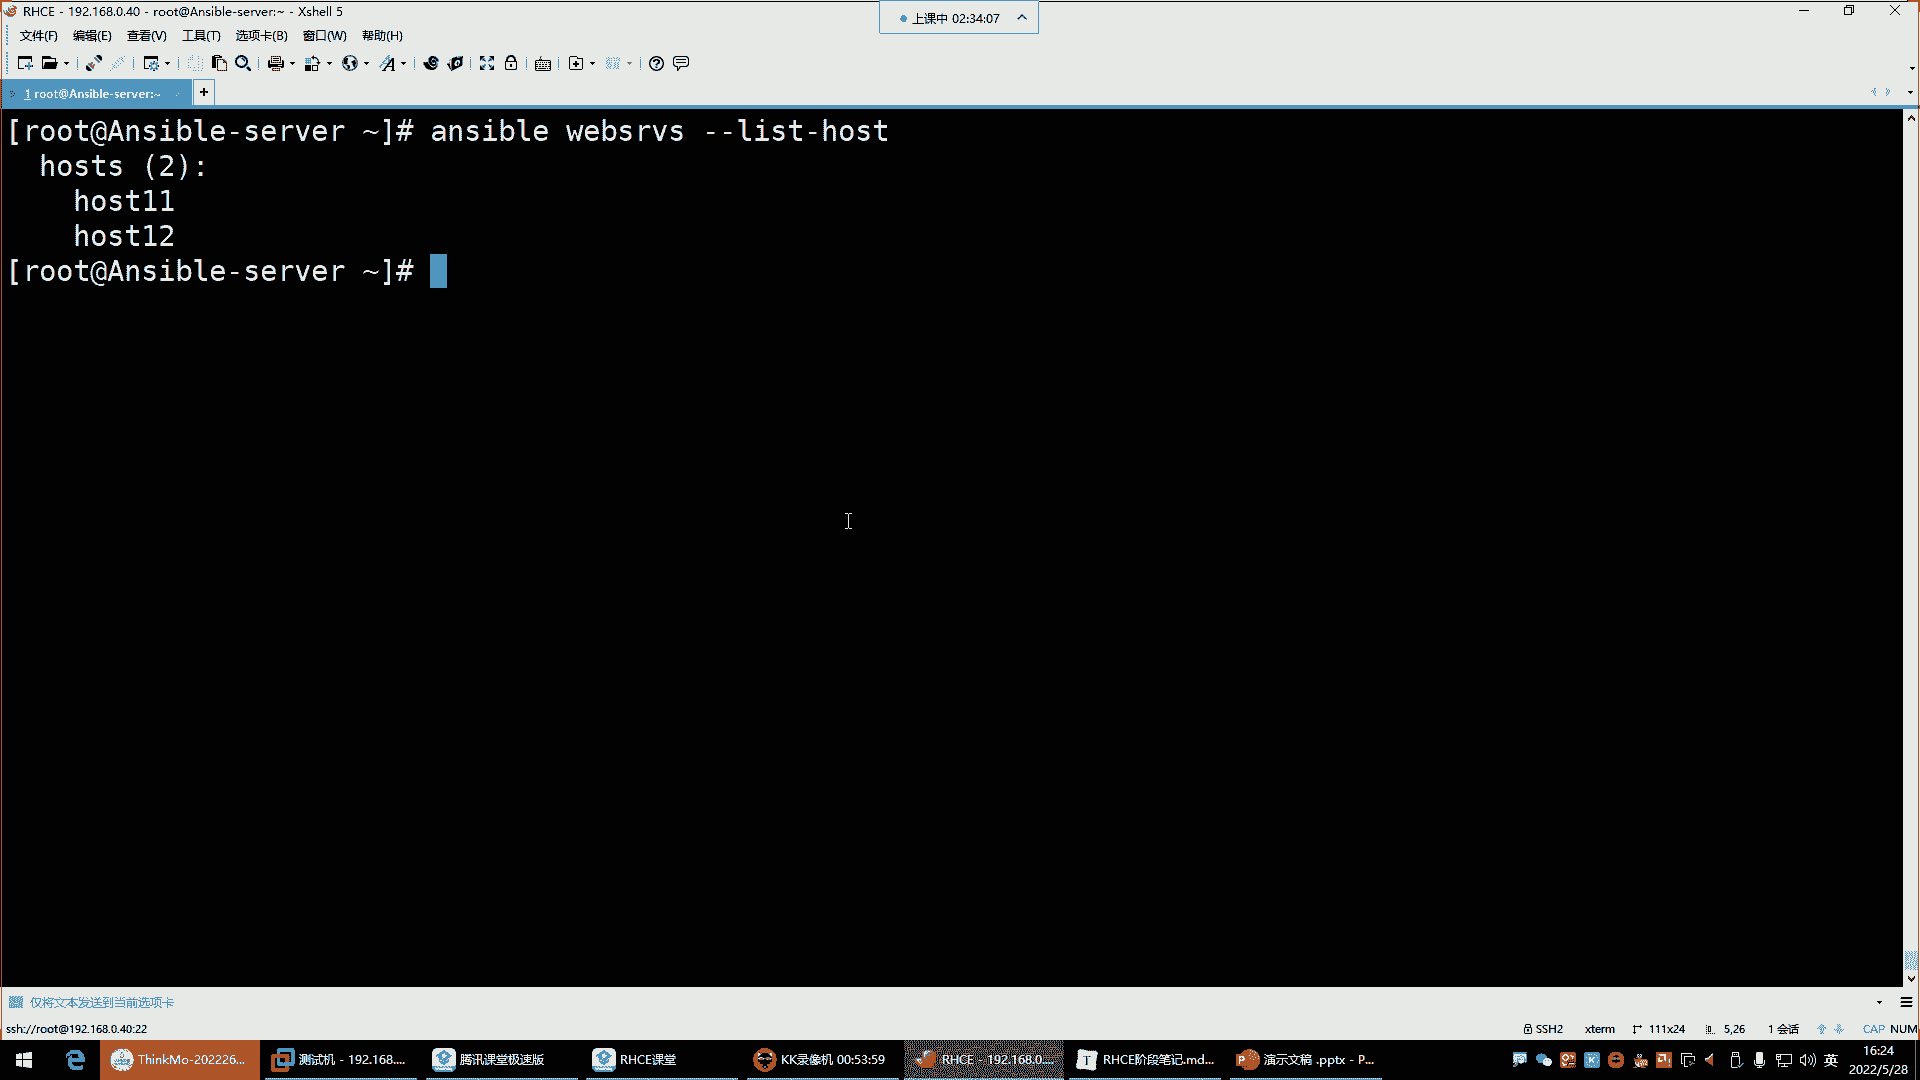 RHCE - 192.168.0.40 - root@Ansible-server:~ - Xshell 5
上课中 02:34:07
文件(F) 编辑(E) 查看(V) 工具(T) 选项卡(B) 窗口(W) 帮助(H)
1 root@Ansible-server:~
[root@Ansible-server ~]# ansible websrvs --list-host
hosts (2):
host11
host12
[root@Ansible-server ~]#
仅将文本发送到当前选项卡
ssh://root@192.168.0.40:22 SSH2 xterm 111x24 5,26 1 会话 CAP NUM
ThinkMo-202226... 测试机 - 192.168.... 腾讯课堂极速版 RHCE课堂 KK录像机 00:53:59 RHCE - 192.168.0.... RHCE阶段笔记.md... 演示文稿 .pptx - P... 英 16:24
2022/5/28